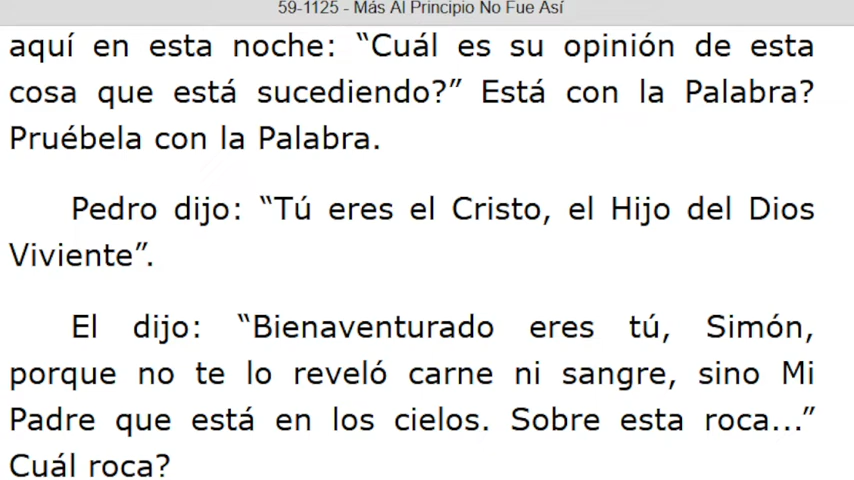 59-1125 - Más Al Principio No Fue Así
aquí en esta noche: “Cuál es su opinión de esta
cosa que está sucediendo?” Está con la Palabra?
Pruébela con la Palabra.
Pedro dijo: “Tú eres el Cristo, el Hijo del Dios
Viviente”.
El dijo: “Bienaventurado eres tú, Simón,
porque no te lo reveló carne ni sangre, sino Mi
Padre que está en los cielos. Sobre esta roca...”
Cuál roca?